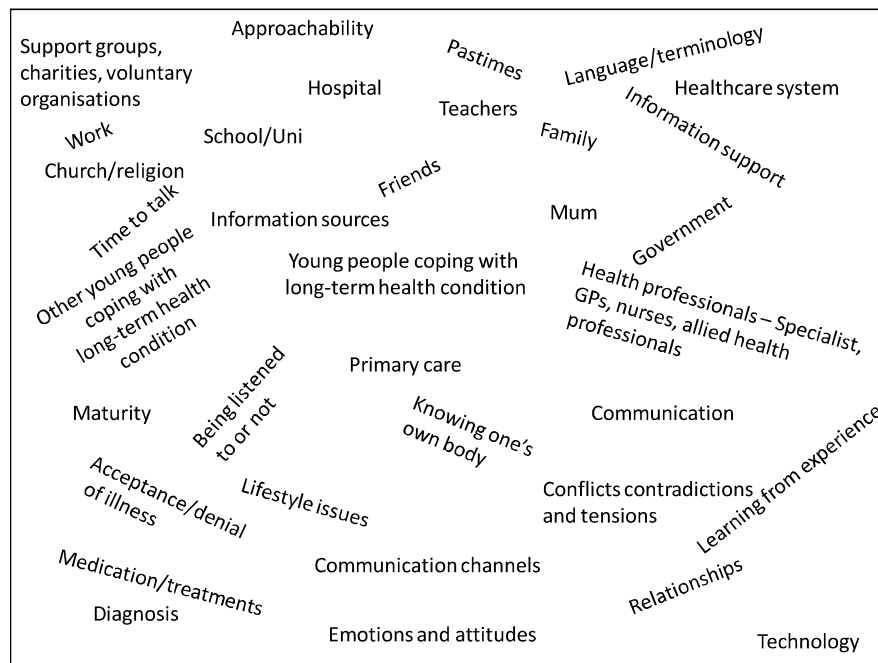 Approachability
Support groups,
charities, voluntary
organisations
Pastimes
Language/terminology
Hospital
Healthcare system
Teachers
Information support
Work
School/Uni
Family
Church/religion
Friends
Time to talk
Information sources
Mum
Government
Other young people
coping with
long-term health
condition
Young people coping with
long-term health condition
Health professionals – Specialist,
GPs, nurses, allied health
professionals
Primary care
Being listened
to or not
Maturity
Knowing one's
own body
Communication
Learning from experience
Acceptance/denial
of illness
Lifestyle issues
Conflicts contradictions
and tensions
Medication/treatments
Communication channels
Relationships
Diagnosis
Emotions and attitudes
Technology